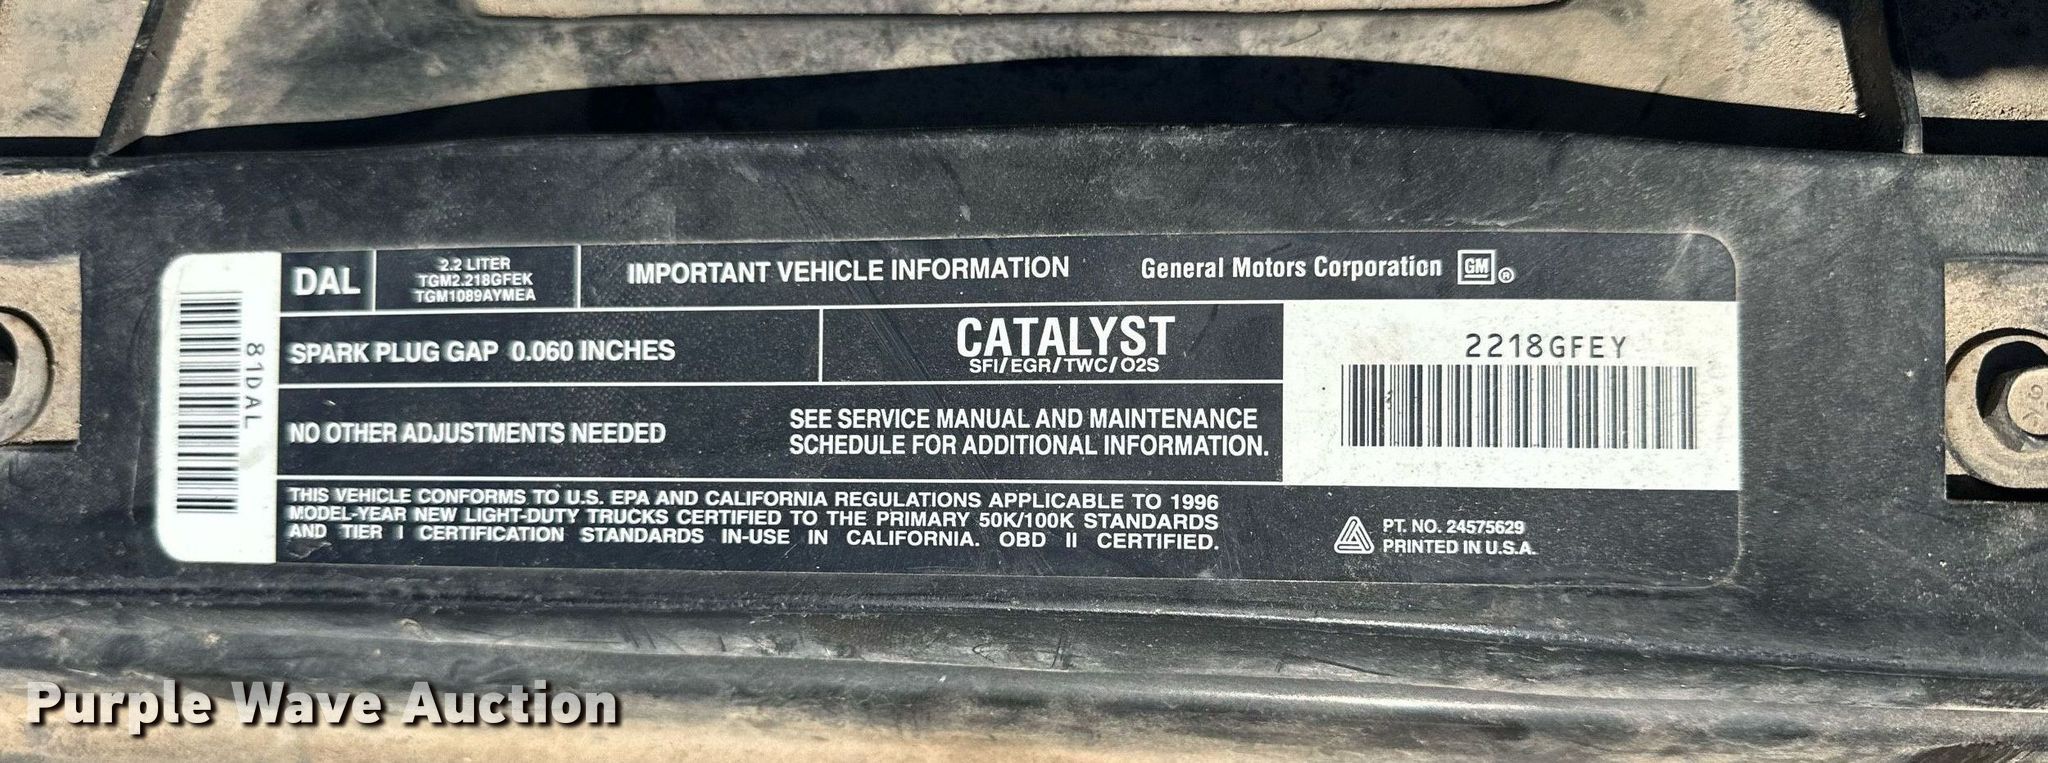 81DAL
DAL
2.2 LITER
TGM2.218GFEK
TGM1089AYMEA
IMPORTANT VEHICLE INFORMATION
General Motors Corporation GM ®
SPARK PLUG GAP 0.060 INCHES
CATALYST
SFI/EGR/TWC/O2S
2218GFEY
NO OTHER ADJUSTMENTS NEEDED
SEE SERVICE MANUAL AND MAINTENANCE
SCHEDULE FOR ADDITIONAL INFORMATION.
THIS VEHICLE CONFORMS TO U.S. EPA AND CALIFORNIA REGULATIONS APPLICABLE TO 1996
MODEL-YEAR NEW LIGHT-DUTY TRUCKS CERTIFIED TO THE PRIMARY 50K/100K STANDARDS
AND TIER I CERTIFICATION STANDARDS IN-USE IN CALIFORNIA. OBD II CERTIFIED.
PT. NO. 24575629
PRINTED IN U.S.A.
Purple Wave Auction